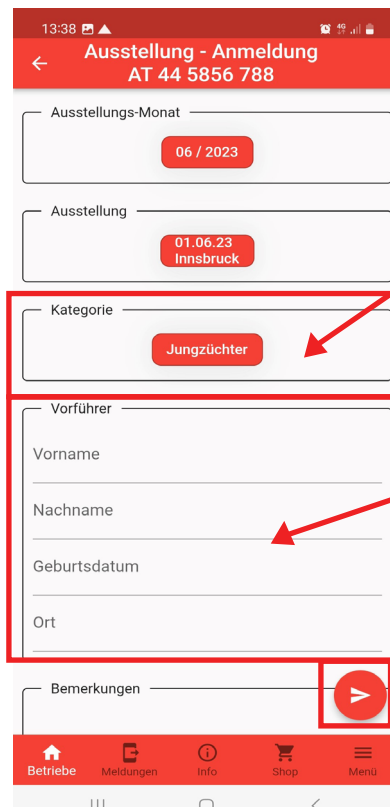 13:38
4G
Ausstellung - Anmeldung
AT 44 5856 788
Ausstellungs-Monat
06 / 2023
Ausstellung
01.06.23
Innsbruck
Kategorie
Jungzüchter
Vorführer
Vorname
Nachname
Geburtsdatum
Ort
Bemerkungen
Betriebe
Meldungen
Info
Shop
Menü